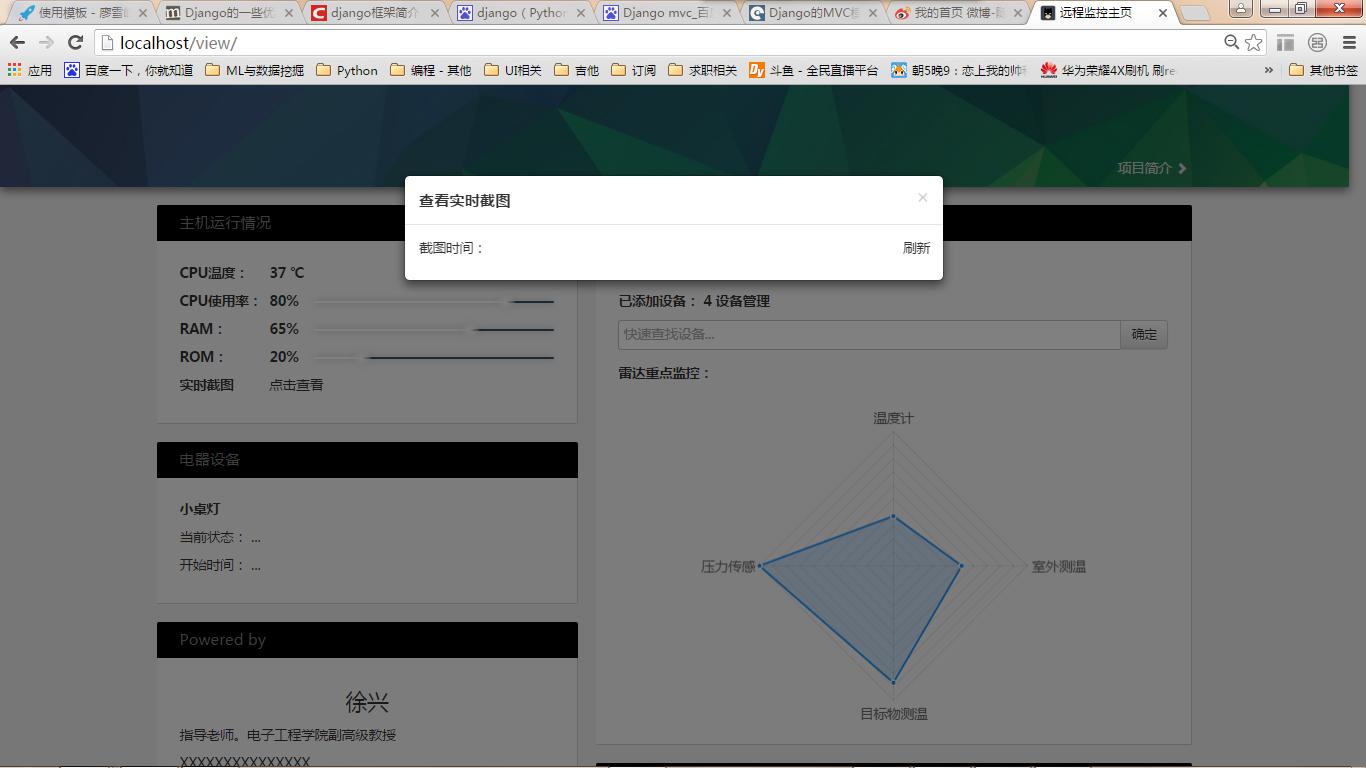 使用模板 - 廖雪
Django的一些优
django框架简介
django（Python
Django mvc_百
Django的MVC模
我的首页 微博-
远程监控主页
localhost/view/
应用
百度一下，你就知道
ML与数据挖掘
Python
编程 - 其他
UI相关
吉他
订阅
求职相关
斗鱼 - 全民直播平台
朝5晚9：恋上我的帅
华为荣耀4X刷机 刷re
»
其他书签
项目简介
查看实时截图
×
截图时间：
刷新
主机运行情况
CPU温度： 37 ℃
CPU使用率： 80%
RAM： 65%
ROM： 20%
实时截图 点击查看
电器设备
小桌灯
当前状态： ...
开始时间： ...
Powered by
徐兴
指导老师。电子工程学院副高级教授
XXXXXXXXXXXXXXX
已添加设备： 4 设备管理
快速查找设备...
确定
雷达重点监控：
温度计
压力传感
室外测温
目标物测温